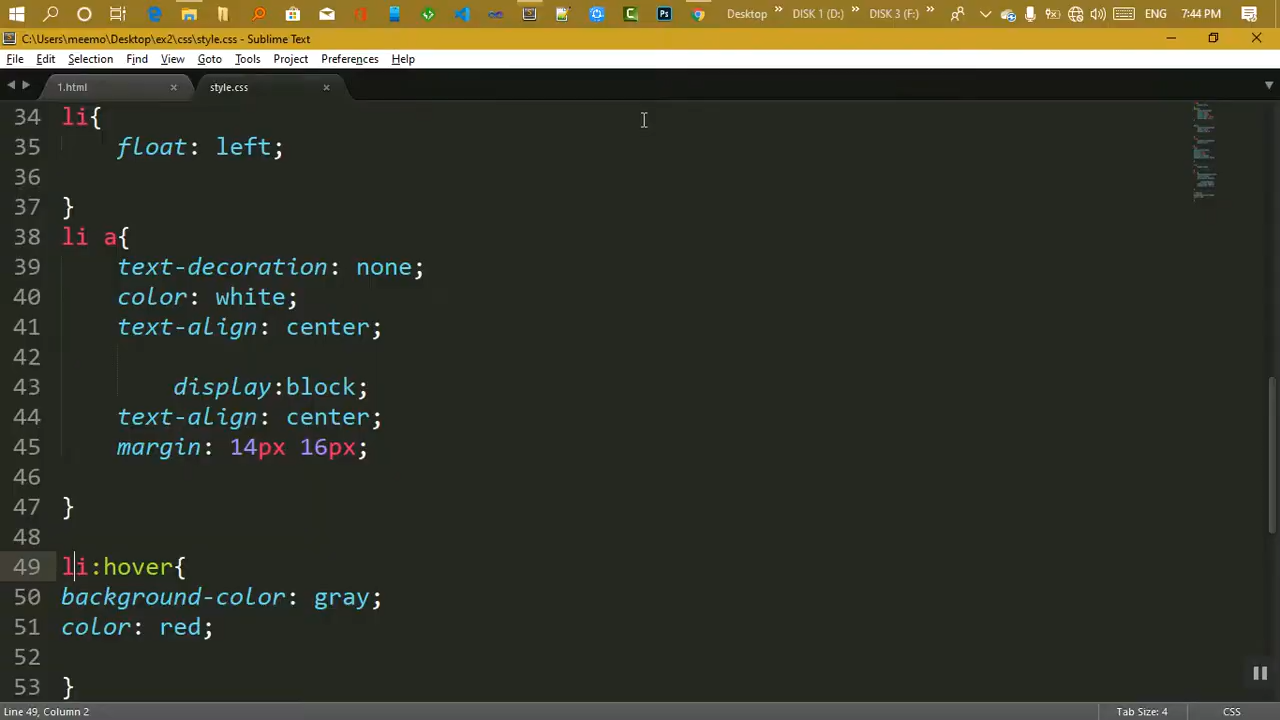 Desktop
DISK 1 (D:)
DISK 3 (F:)
ENG
7:44 PM
C:\Users\meemo\Desktop\ex2\css\style.css - Sublime Text
File Edit Selection Find View Goto Tools Project Preferences Help
1.html
style.css
34 li{
35 float: left;
36
37 }
38 li a{
39 text-decoration: none;
40 color: white;
41 text-align: center;
42
43 display:block;
44 text-align: center;
45 margin: 14px 16px;
46
47 }
48
49 li:hover{
50 background-color: gray;
51 color: red;
52
53 }
Line 49, Column 2
Tab Size: 4
CSS